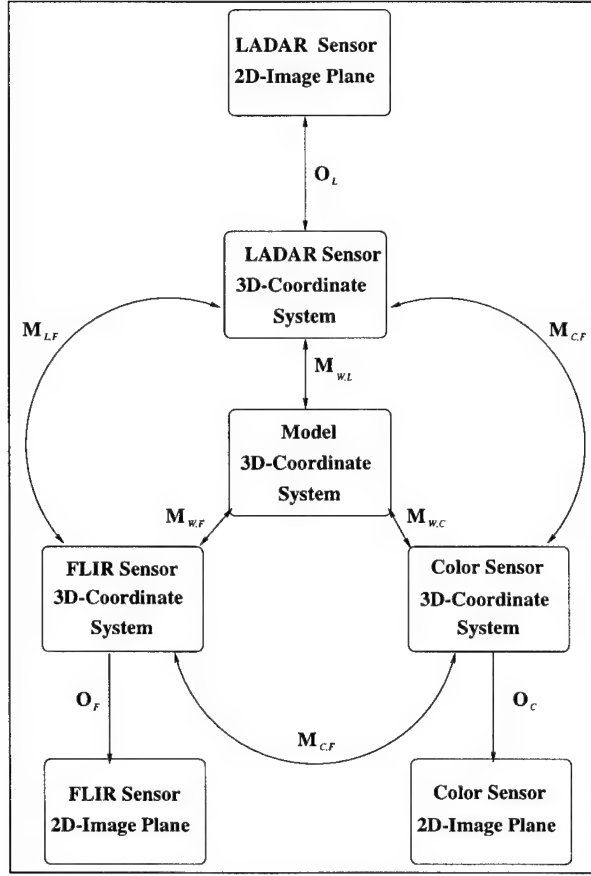 LADAR Sensor
2D-Image Plane
O_L
LADAR Sensor
3D-Coordinate
System
M_L,F
M_C,F
M_W,L
Model
3D-Coordinate
System
M_W,F
M_W,C
FLIR Sensor
3D-Coordinate
System
Color Sensor
3D-Coordinate
System
O_F
O_C
M_C,F
FLIR Sensor
2D-Image Plane
Color Sensor
2D-Image Plane